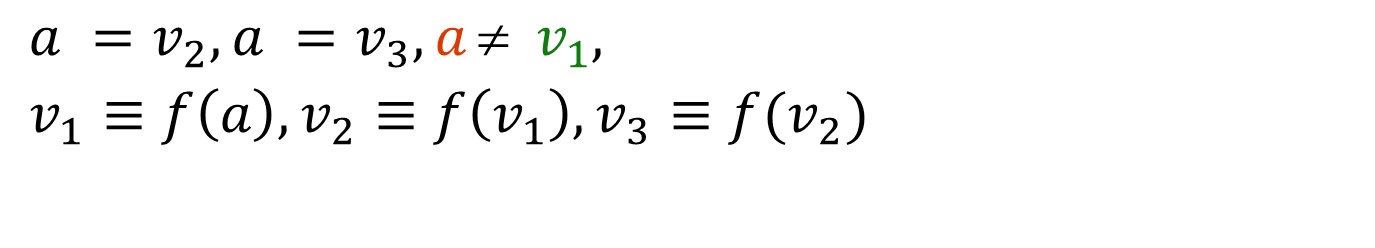 a = v₂, a = v₃, a ≠ v₁,
v₁ ≡ f(a), v₂ ≡ f(v₁), v₃ ≡ f(v₂)